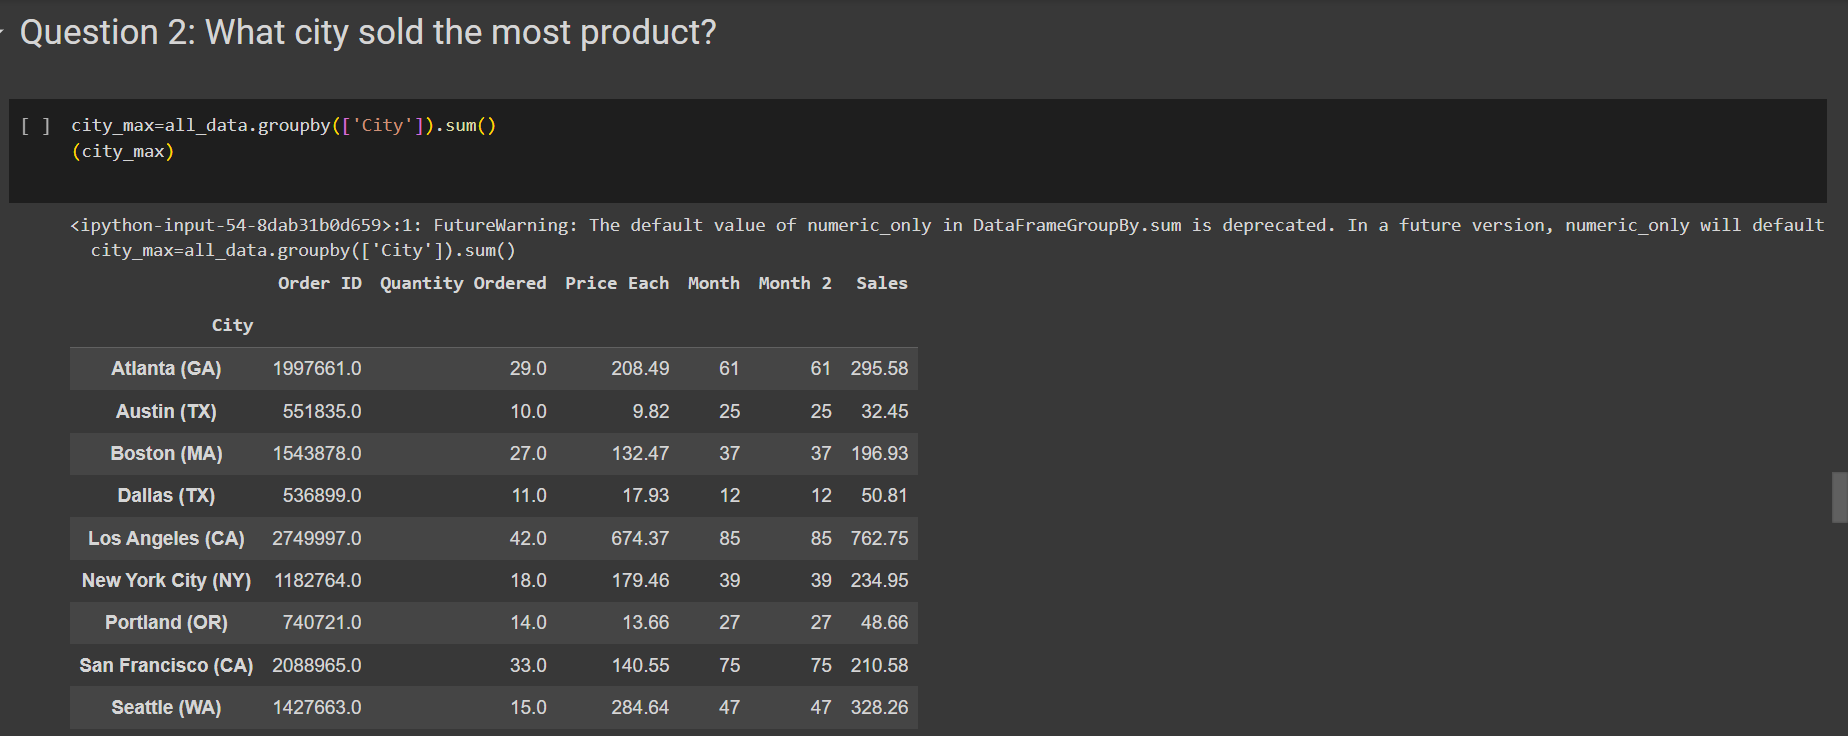 Question 2: What city sold the most product?
[ ] city_max=all_data.groupby(['City']).sum()
(city_max)
<ipython-input-54-8dab31b0d659>:1: FutureWarning: The default value of numeric_only in DataFrameGroupBy.sum is deprecated. In a future version, numeric_only will default
city_max=all_data.groupby(['City']).sum()
Order ID Quantity Ordered Price Each Month Month 2 Sales
City
Atlanta (GA) 1997661.0 29.0 208.49 61 61 295.58
Austin (TX) 551835.0 10.0 9.82 25 25 32.45
Boston (MA) 1543878.0 27.0 132.47 37 37 196.93
Dallas (TX) 536899.0 11.0 17.93 12 12 50.81
Los Angeles (CA) 2749997.0 42.0 674.37 85 85 762.75
New York City (NY) 1182764.0 18.0 179.46 39 39 234.95
Portland (OR) 740721.0 14.0 13.66 27 27 48.66
San Francisco (CA) 2088965.0 33.0 140.55 75 75 210.58
Seattle (WA) 1427663.0 15.0 284.64 47 47 328.26